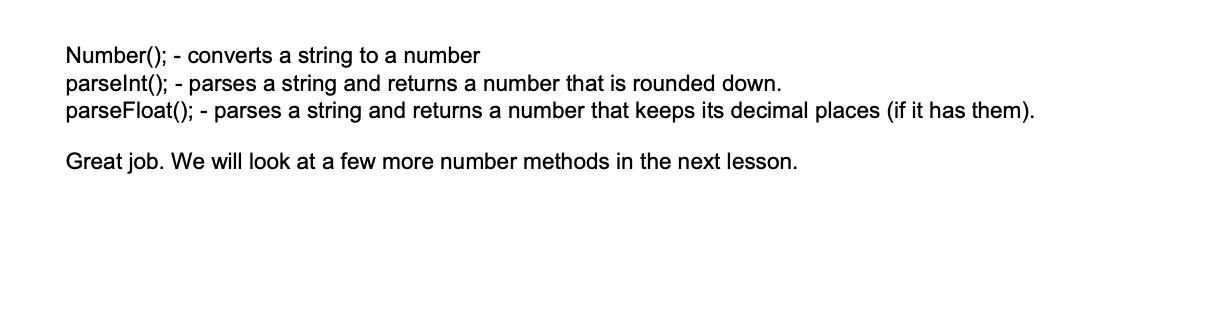 Number(); - converts a string to a number
parseInt(); - parses a string and returns a number that is rounded down.
parseFloat(); - parses a string and returns a number that keeps its decimal places (if it has them).
Great job. We will look at a few more number methods in the next lesson.